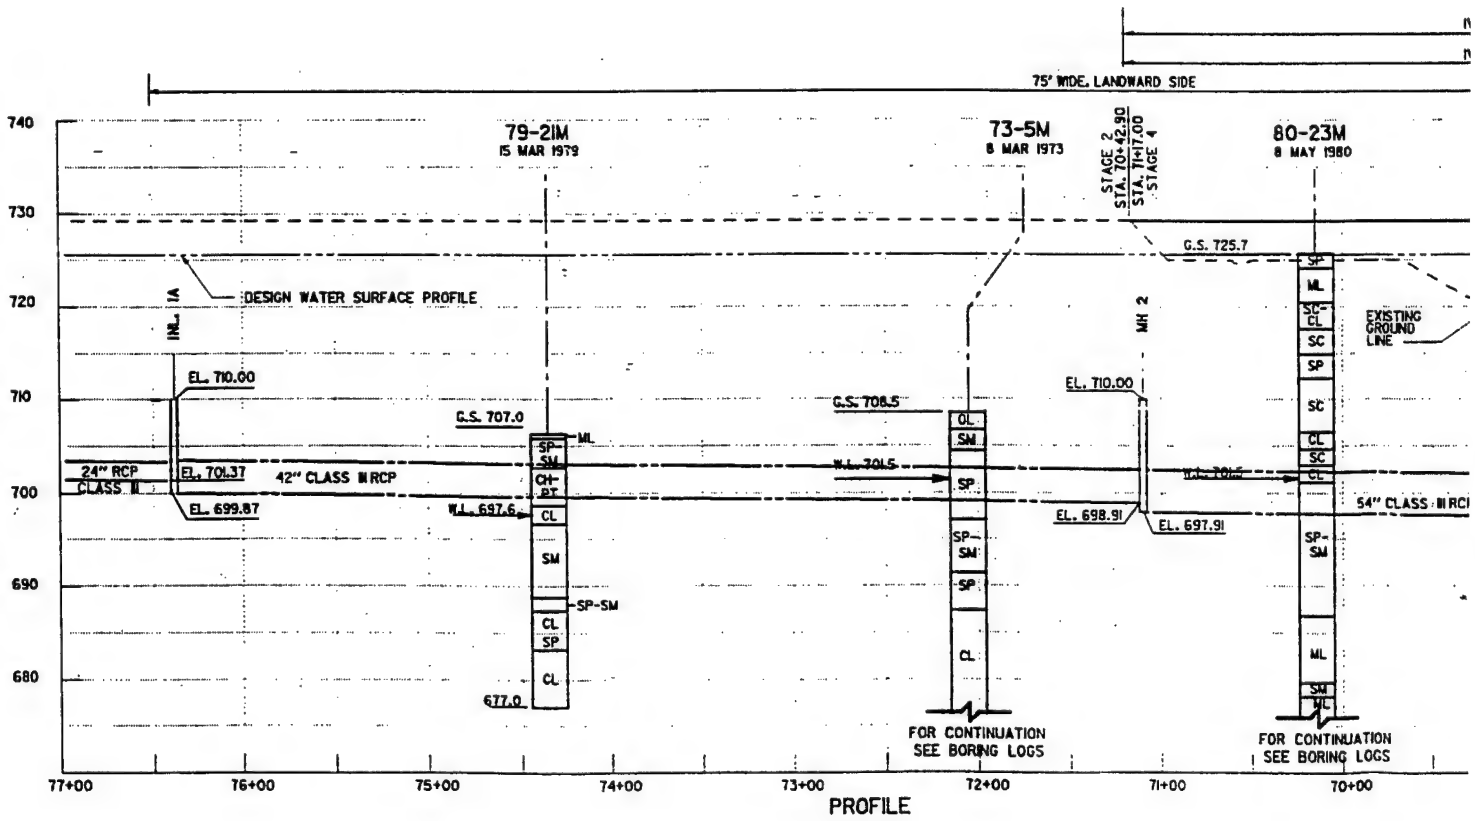 75' WIDE, LANDWARD SIDE
79-21M
15 MAR 1979
73-5M
8 MAR 1973
STAGE 2
STA. 70+42.90
STA. 71+17.00
STAGE 4
80-23M
8 MAY 1980
740
730
720
710
700
690
680
G.S. 725.7
DESIGN WATER SURFACE PROFILE
INL. 1A
MH 2
EXISTING
GROUND
LINE
EL. 710.00
EL. 710.00
G.S. 707.0
G.S. 708.5
24" RCP
CLASS III
EL. 701.37
42" CLASS III RCP
EL. 699.87
W.L. 697.6
W.L. 701.5
W.L. 701.5
EL. 698.91
EL. 697.91
54" CLASS III RC
ML
SP-
SM
CH-
PT
CL
SM
SP-SM
CL
SP
CL
677.0
OL
SM
SP
SP-
SM
SP
CL
FOR CONTINUATION
SEE BORING LOGS
SP
ML
SC-
CL
SC
SP
SC
CL
SC
CL
SP-
SM
ML
SM
ML
FOR CONTINUATION
SEE BORING LOGS
77+00
76+00
75+00
74+00
73+00
72+00
71+00
70+00
PROFILE